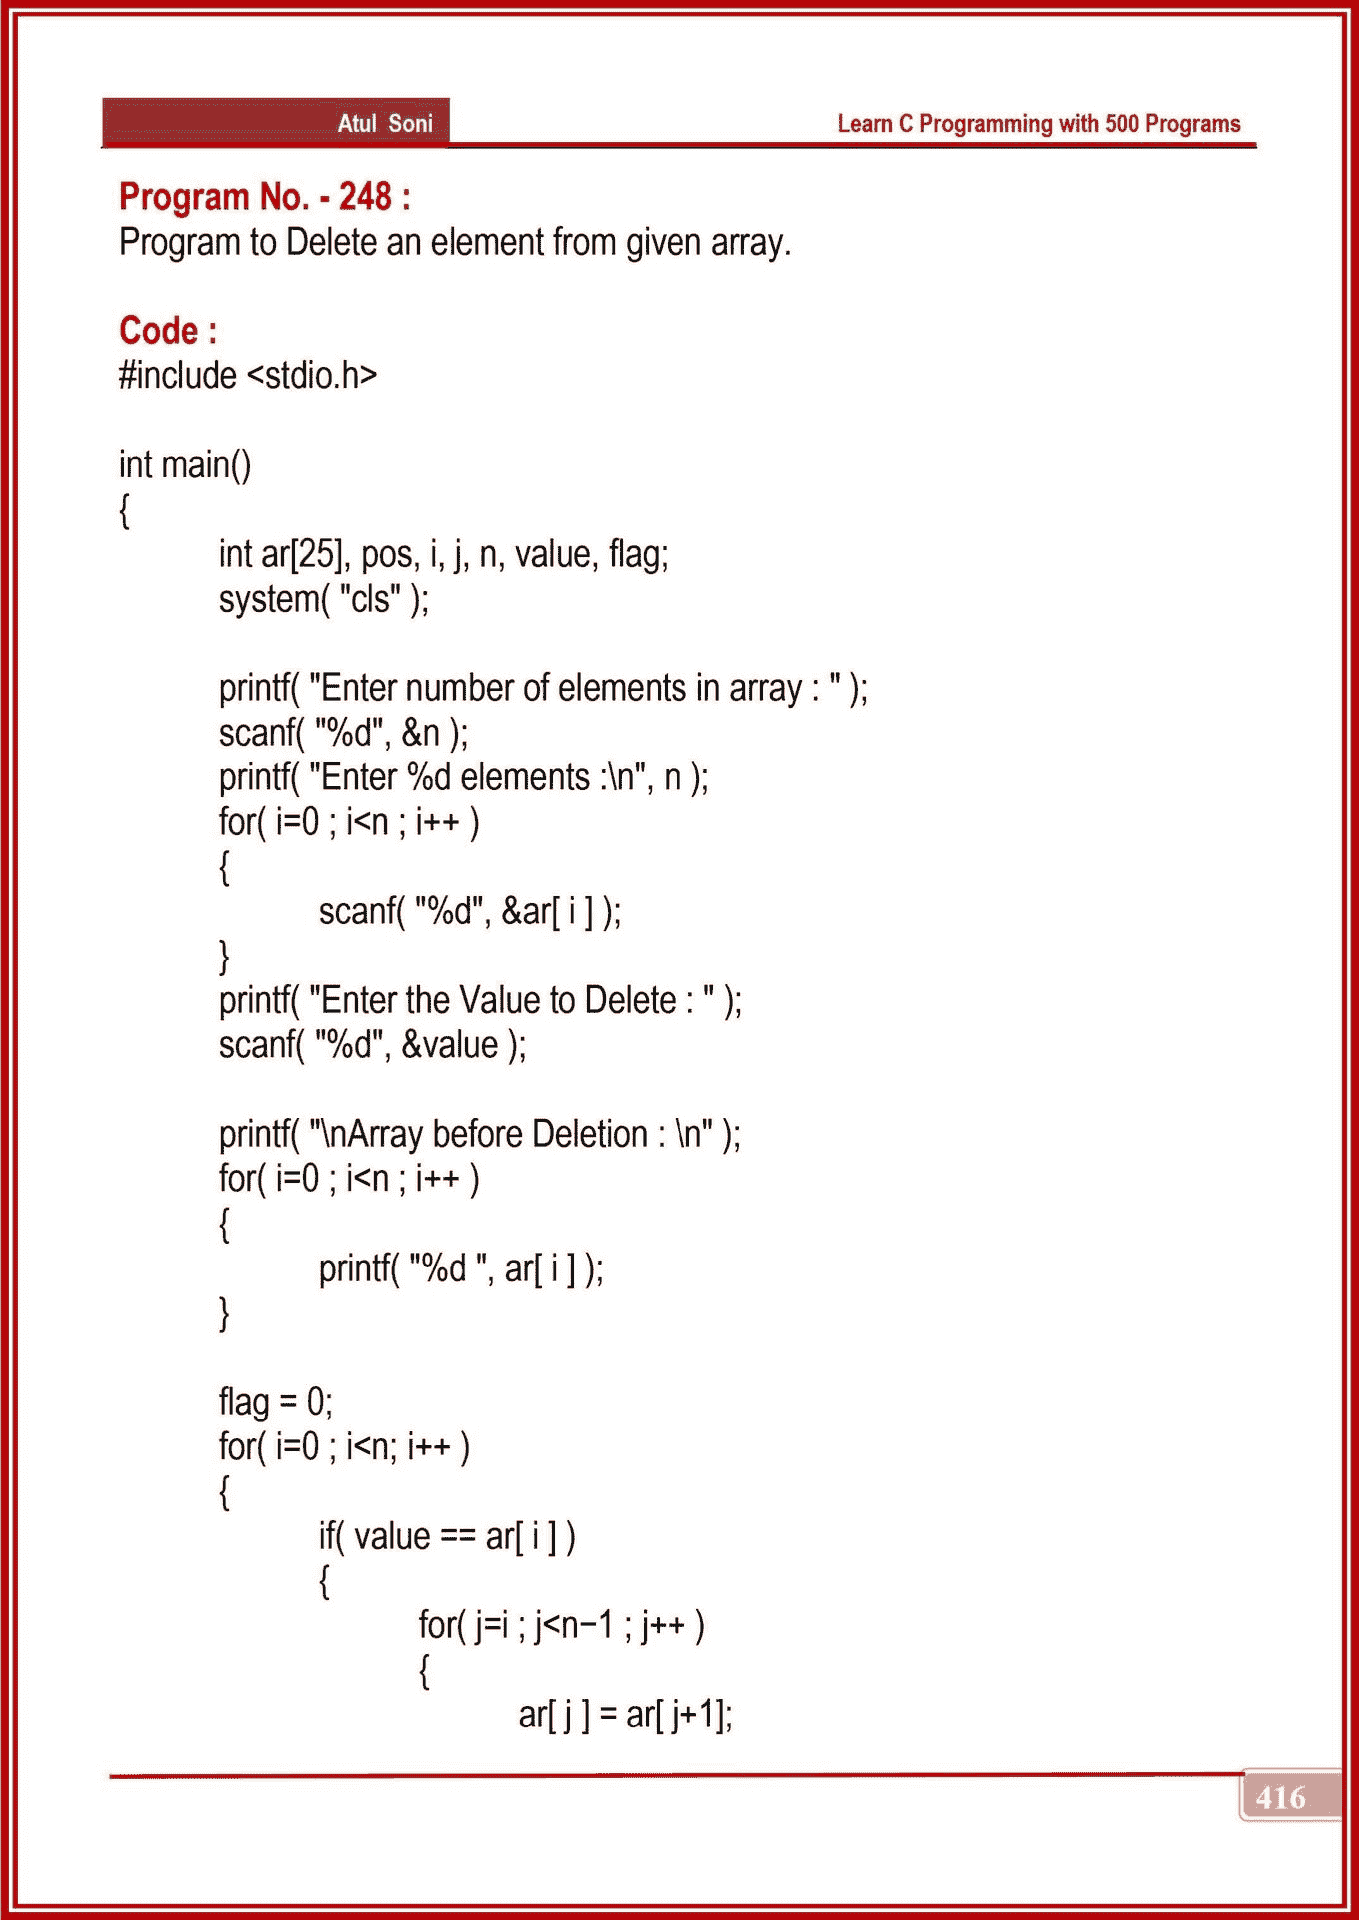 Atul Soni
Learn C Programming with 500 Programs
Program No. - 248 :
Program to Delete an element from given array.
Code :
#include <stdio.h>
int main()
{
int ar[25], pos, i, j, n, value, flag;
system( "cls" );
printf( "Enter number of elements in array : " );
scanf( "%d", &n );
printf( "Enter %d elements :\n", n );
for( i=0 ; i<n ; i++ )
{
scanf( "%d", &ar[ i ] );
}
printf( "Enter the Value to Delete : " );
scanf( "%d", &value );
printf( "\nArray before Deletion : \n" );
for( i=0 ; i<n ; i++ )
{
printf( "%d ", ar[ i ] );
}
flag = 0;
for( i=0 ; i<n; i++ )
{
if( value == ar[ i ] )
{
for( j=i ; j<n−1 ; j++ )
{
ar[ j ] = ar[ j+1];
416